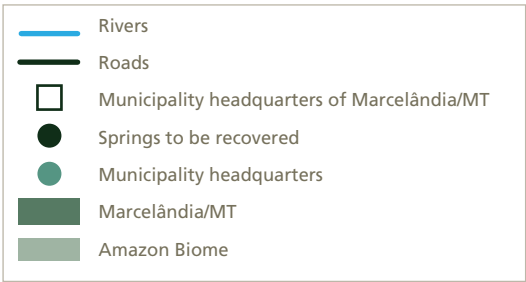 Rivers
Roads
Municipality headquarters of Marcelândia/MT
Springs to be recovered
Municipality headquarters
Marcelândia/MT
Amazon Biome